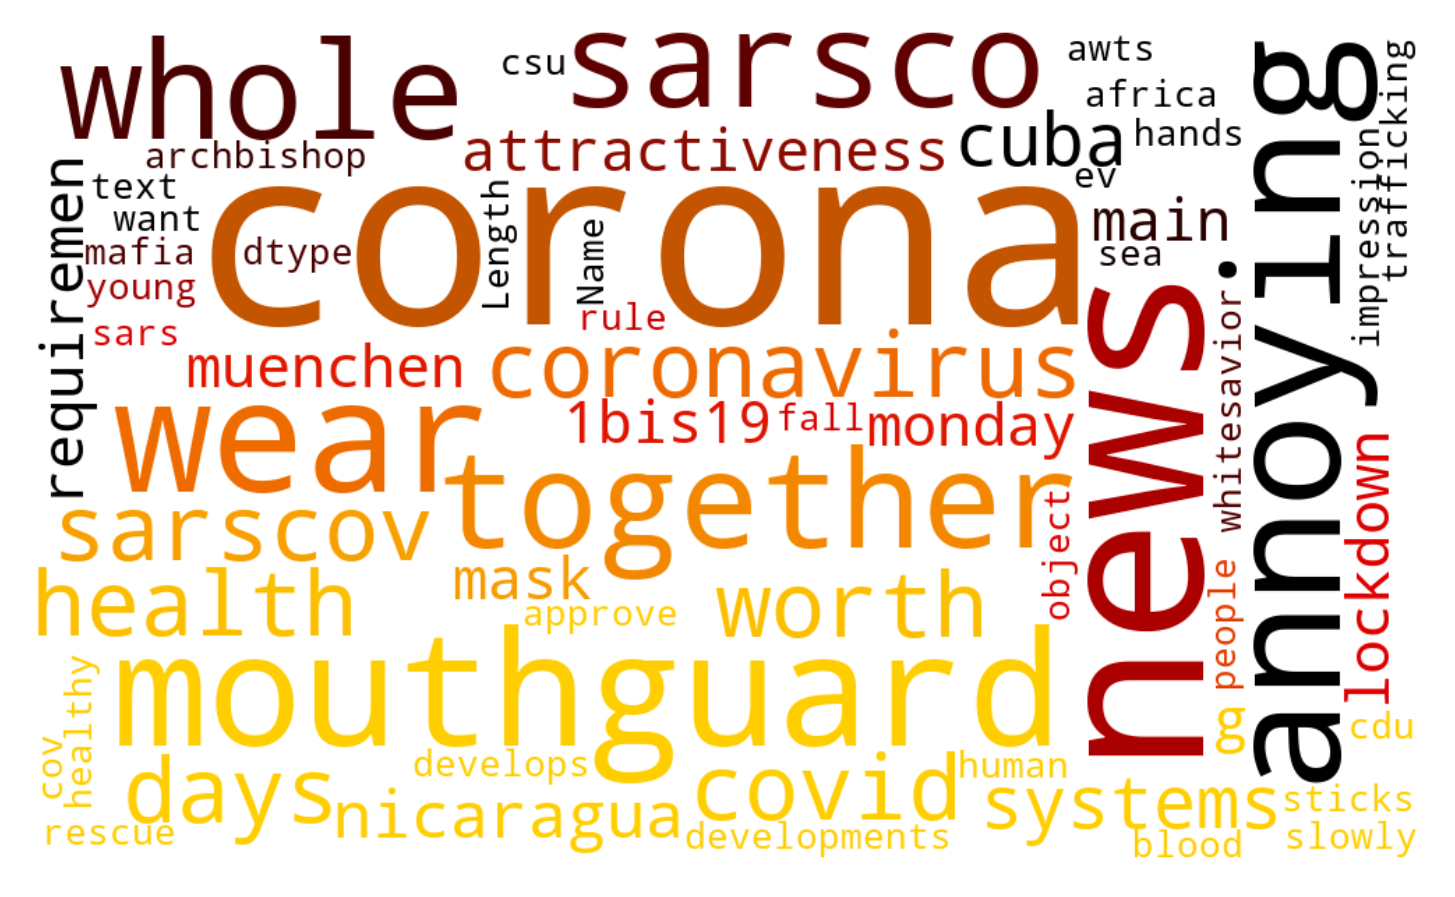 whole
csu
sarsco
awts
africa
annoying
trafficking
archbishop
attractiveness
cuba
hands
impression
requiremen
text
want
mafia
young
sars
corona
dtype
Length
Name
ev
main
sea
rule
news
whitesavior
muenchen
coronavirus
wear
1bis19
fall
monday
together
lockdown
sarscov
object
health
mask
approve
worth
people
mouthguard
g
cdu
healthy
cov
days
develops
covid
human
systems
sticks
rescue
nicaragua
developments
blood
slowly